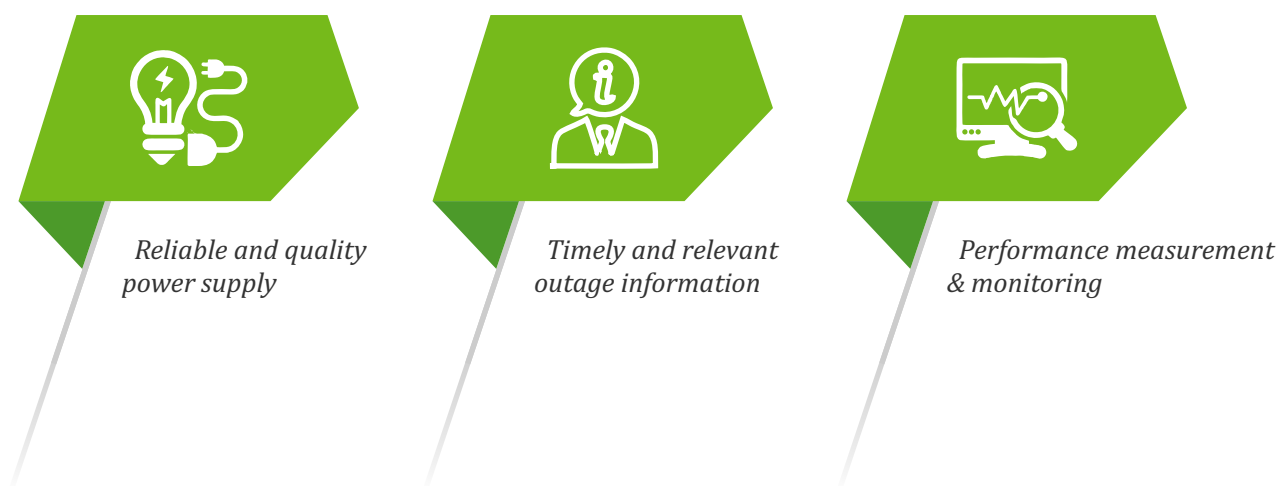 Reliable and quality
power supply
Timely and relevant
outage information
Performance measurement
& monitoring